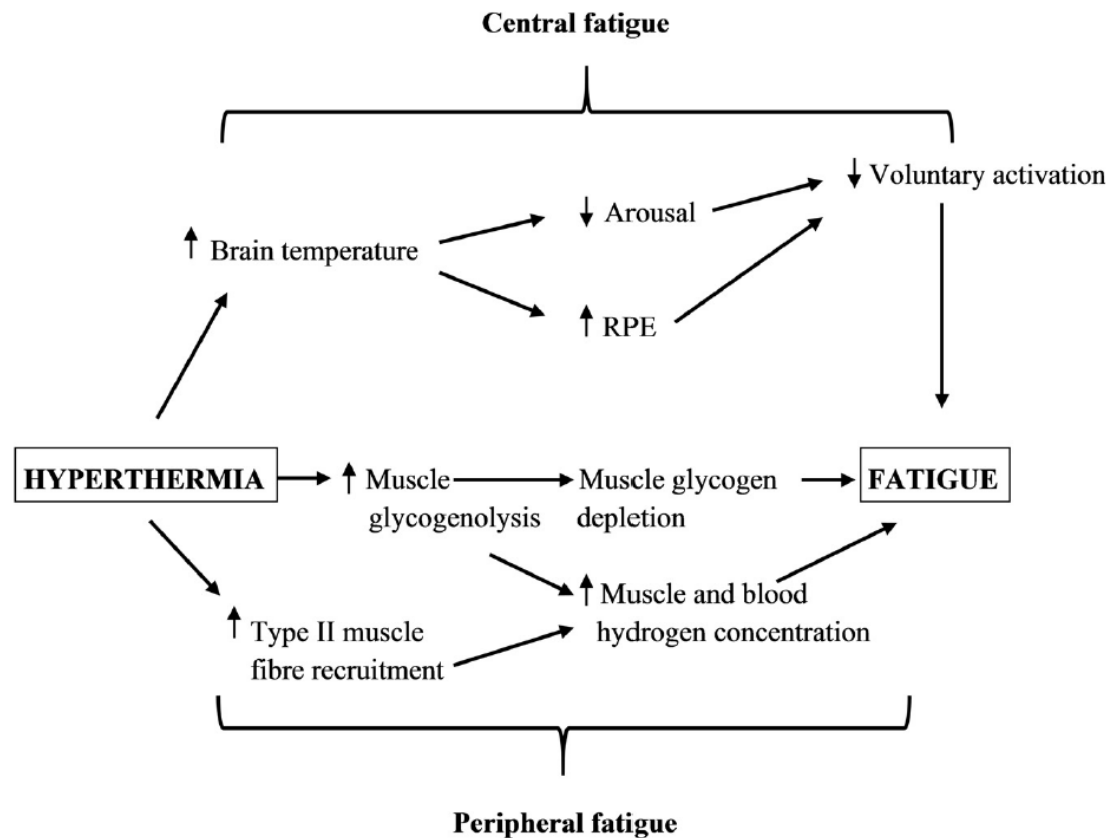 Central fatigue
↓ Voluntary activation
↓ Arousal
↑ Brain temperature
↑ RPE
HYPERTHERMIA
↑ Muscle
glycogenolysis
Muscle glycogen
depletion
FATIGUE
↑ Muscle and blood
hydrogen concentration
↑ Type II muscle
fibre recruitment
Peripheral fatigue